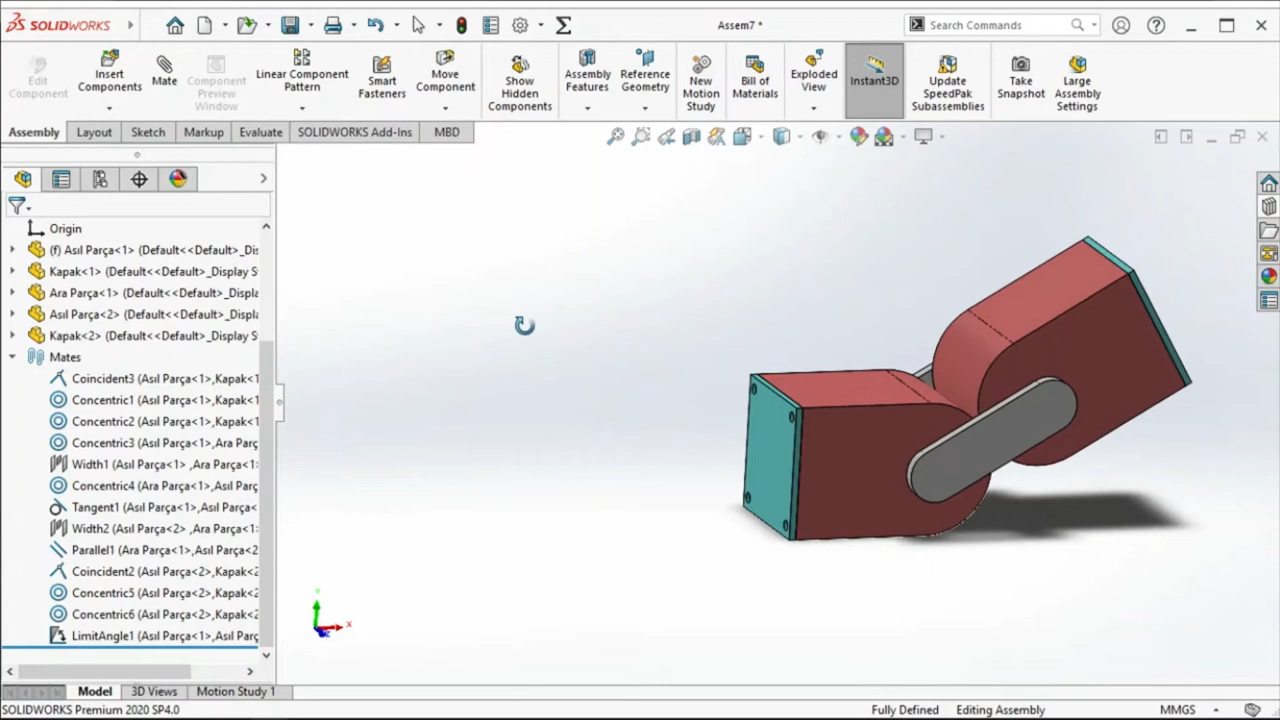 SOLIDWORKS
Assem7 *
Search Commands
Edit Component
Insert Components
Mate
Component Preview Window
Linear Component Pattern
Smart Fasteners
Move Component
Show Hidden Components
Assembly Features
Reference Geometry
New Motion Study
Bill of Materials
Exploded View
Instant3D
Update SpeedPak Subassemblies
Take Snapshot
Large Assembly Settings
Assembly Layout Sketch Markup Evaluate SOLIDWORKS Add-Ins MBD
Origin
(f) Asıl Parça<1> (Default<<Default>_Dis
Kapak<1> (Default<<Default>_Display S
Ara Parça<1> (Default<<Default>_Displa
Asıl Parça<2> (Default<<Default>_Displa
Kapak<2> (Default<<Default>_Display S
Mates
Coincident3 (Asıl Parça<1>,Kapak<1
Concentric1 (Asıl Parça<1>,Kapak<1
Concentric2 (Asıl Parça<1>,Kapak<1
Concentric3 (Asıl Parça<1>,Ara Parç
Width1 (Asıl Parça<1> ,Ara Parça<1:
Concentric4 (Ara Parça<1>,Asıl Parç
Tangent1 (Asıl Parça<1>,Asıl Parça<
Width2 (Asıl Parça<2> ,Ara Parça<1:
Parallel1 (Ara Parça<1>,Asıl Parça<2
Coincident2 (Asıl Parça<2>,Kapak<2
Concentric5 (Asıl Parça<2>,Kapak<2
Concentric6 (Asıl Parça<2>,Kapak<2
LimitAngle1 (Asıl Parça<1>,Asıl Parç
Y
X
Model 3D Views Motion Study 1
SOLIDWORKS Premium 2020 SP4.0
Fully Defined
Editing Assembly
MMGS